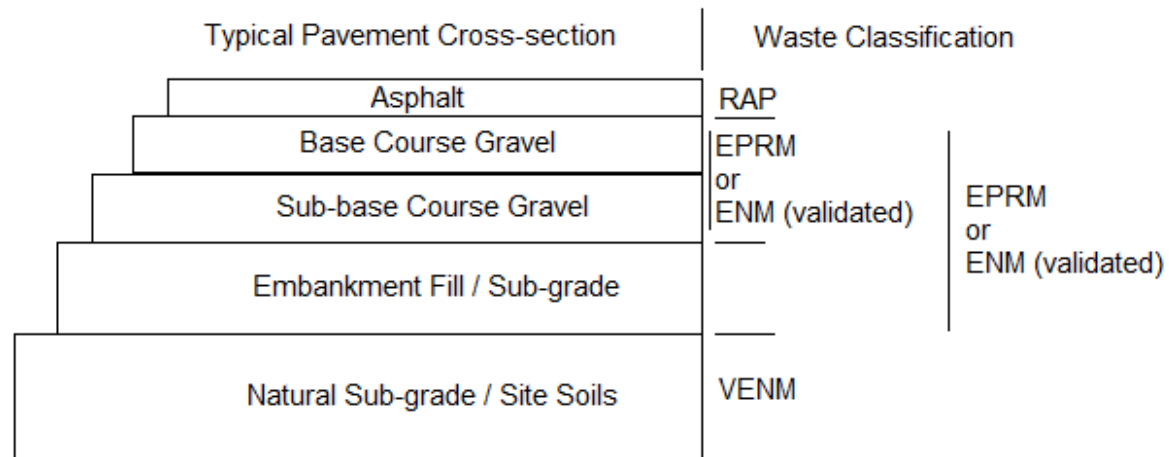 Typical Pavement Cross-section
Waste Classification
Asphalt
RAP
Base Course Gravel
EPRM
or
ENM (validated)
Sub-base Course Gravel
EPRM
or
ENM (validated)
Embankment Fill / Sub-grade
Natural Sub-grade / Site Soils
VENM